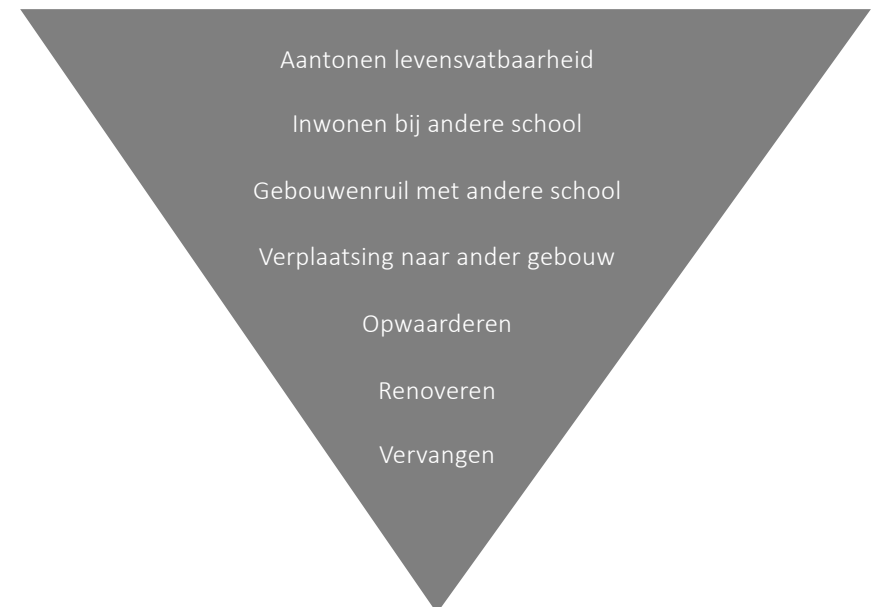 Aantonen levensvatbaarheid
Inwonen bij andere school
Gebouwenruil met andere school
Verplaatsing naar ander gebouw
Opwaarderen
Renoveren
Vervangen